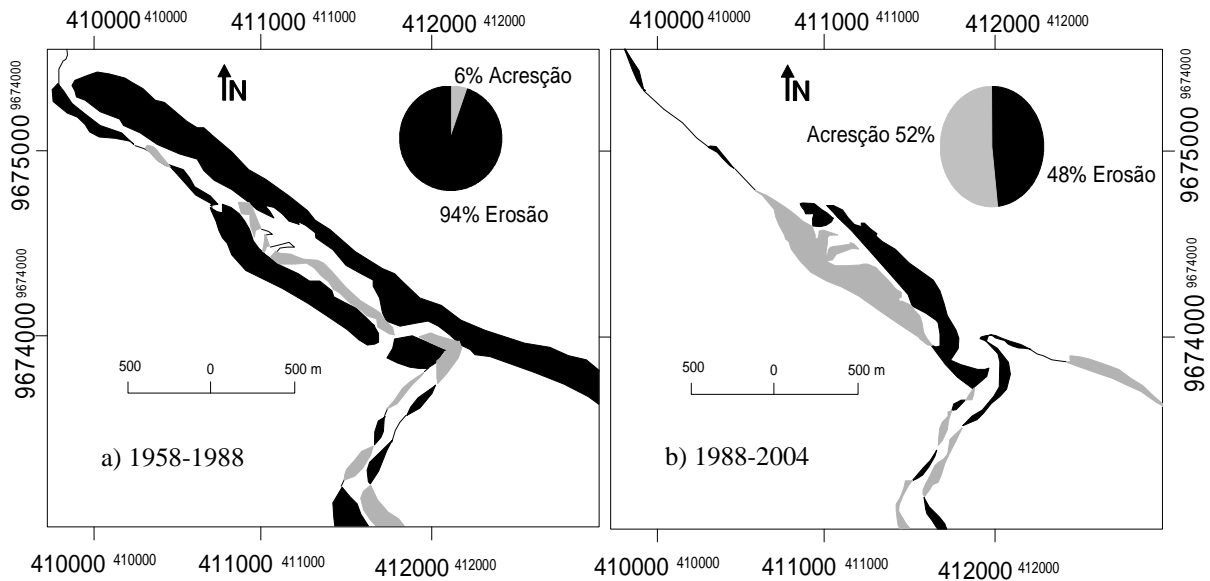 410000 410000 411000 411000 412000 412000
410000 410000 411000 411000 412000 412000
N
6% Acresção
94% Erosão
9675000 9674000
9674000 9674000
500 0 500 m
a) 1958-1988
N
Acresção 52%
48% Erosão
9675000 9674000
9674000 9674000
500 0 500 m
b) 1988-2004
410000 410000 411000 411000 412000 412000
410000 410000 411000 411000 412000 412000